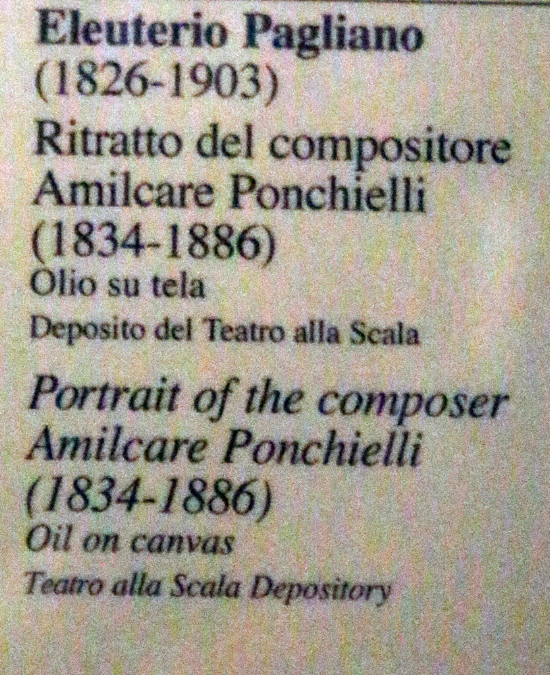 Eleuterio Pagliano
(1826-1903)
Ritratto del compositore
Amilcare Ponchielli
(1834-1886)
Olio su tela
Deposito del Teatro alla Scala
Portrait of the composer
Amilcare Ponchielli
(1834-1886)
Oil on canvas
Teatro alla Scala Depository